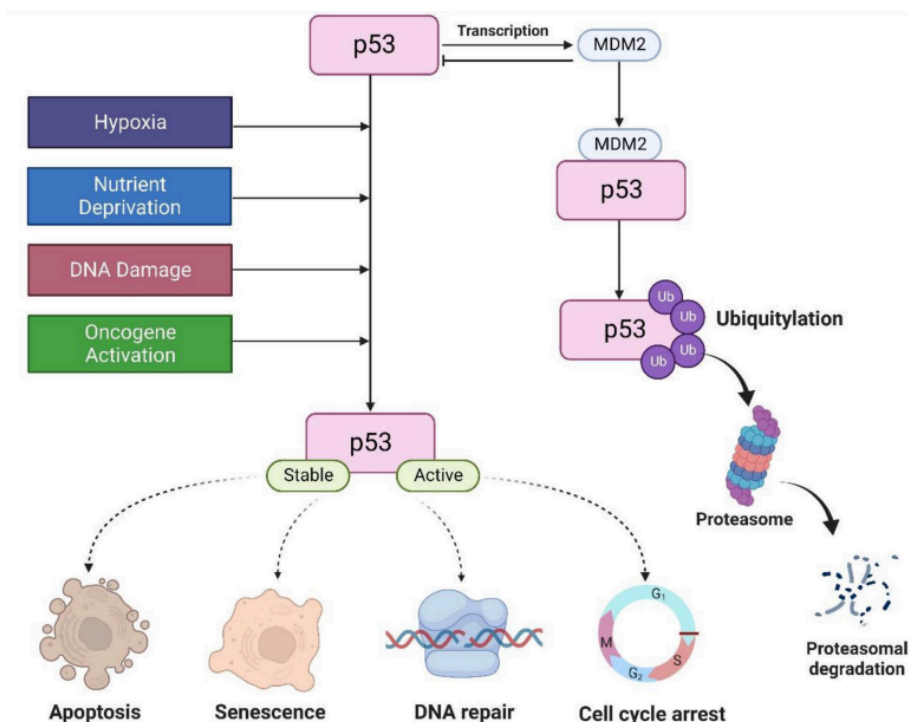 p53
Transcription
MDM2
Hypoxia
MDM2
p53
Nutrient
Deprivation
DNA Damage
Oncogene
Activation
p53
Ub
Ub
Ub
Ub
Ubiquitylation
p53
Stable
Active
Proteasome
G1
M
S
G2
Proteasomal
degradation
Apoptosis
Senescence
DNA repair
Cell cycle arrest